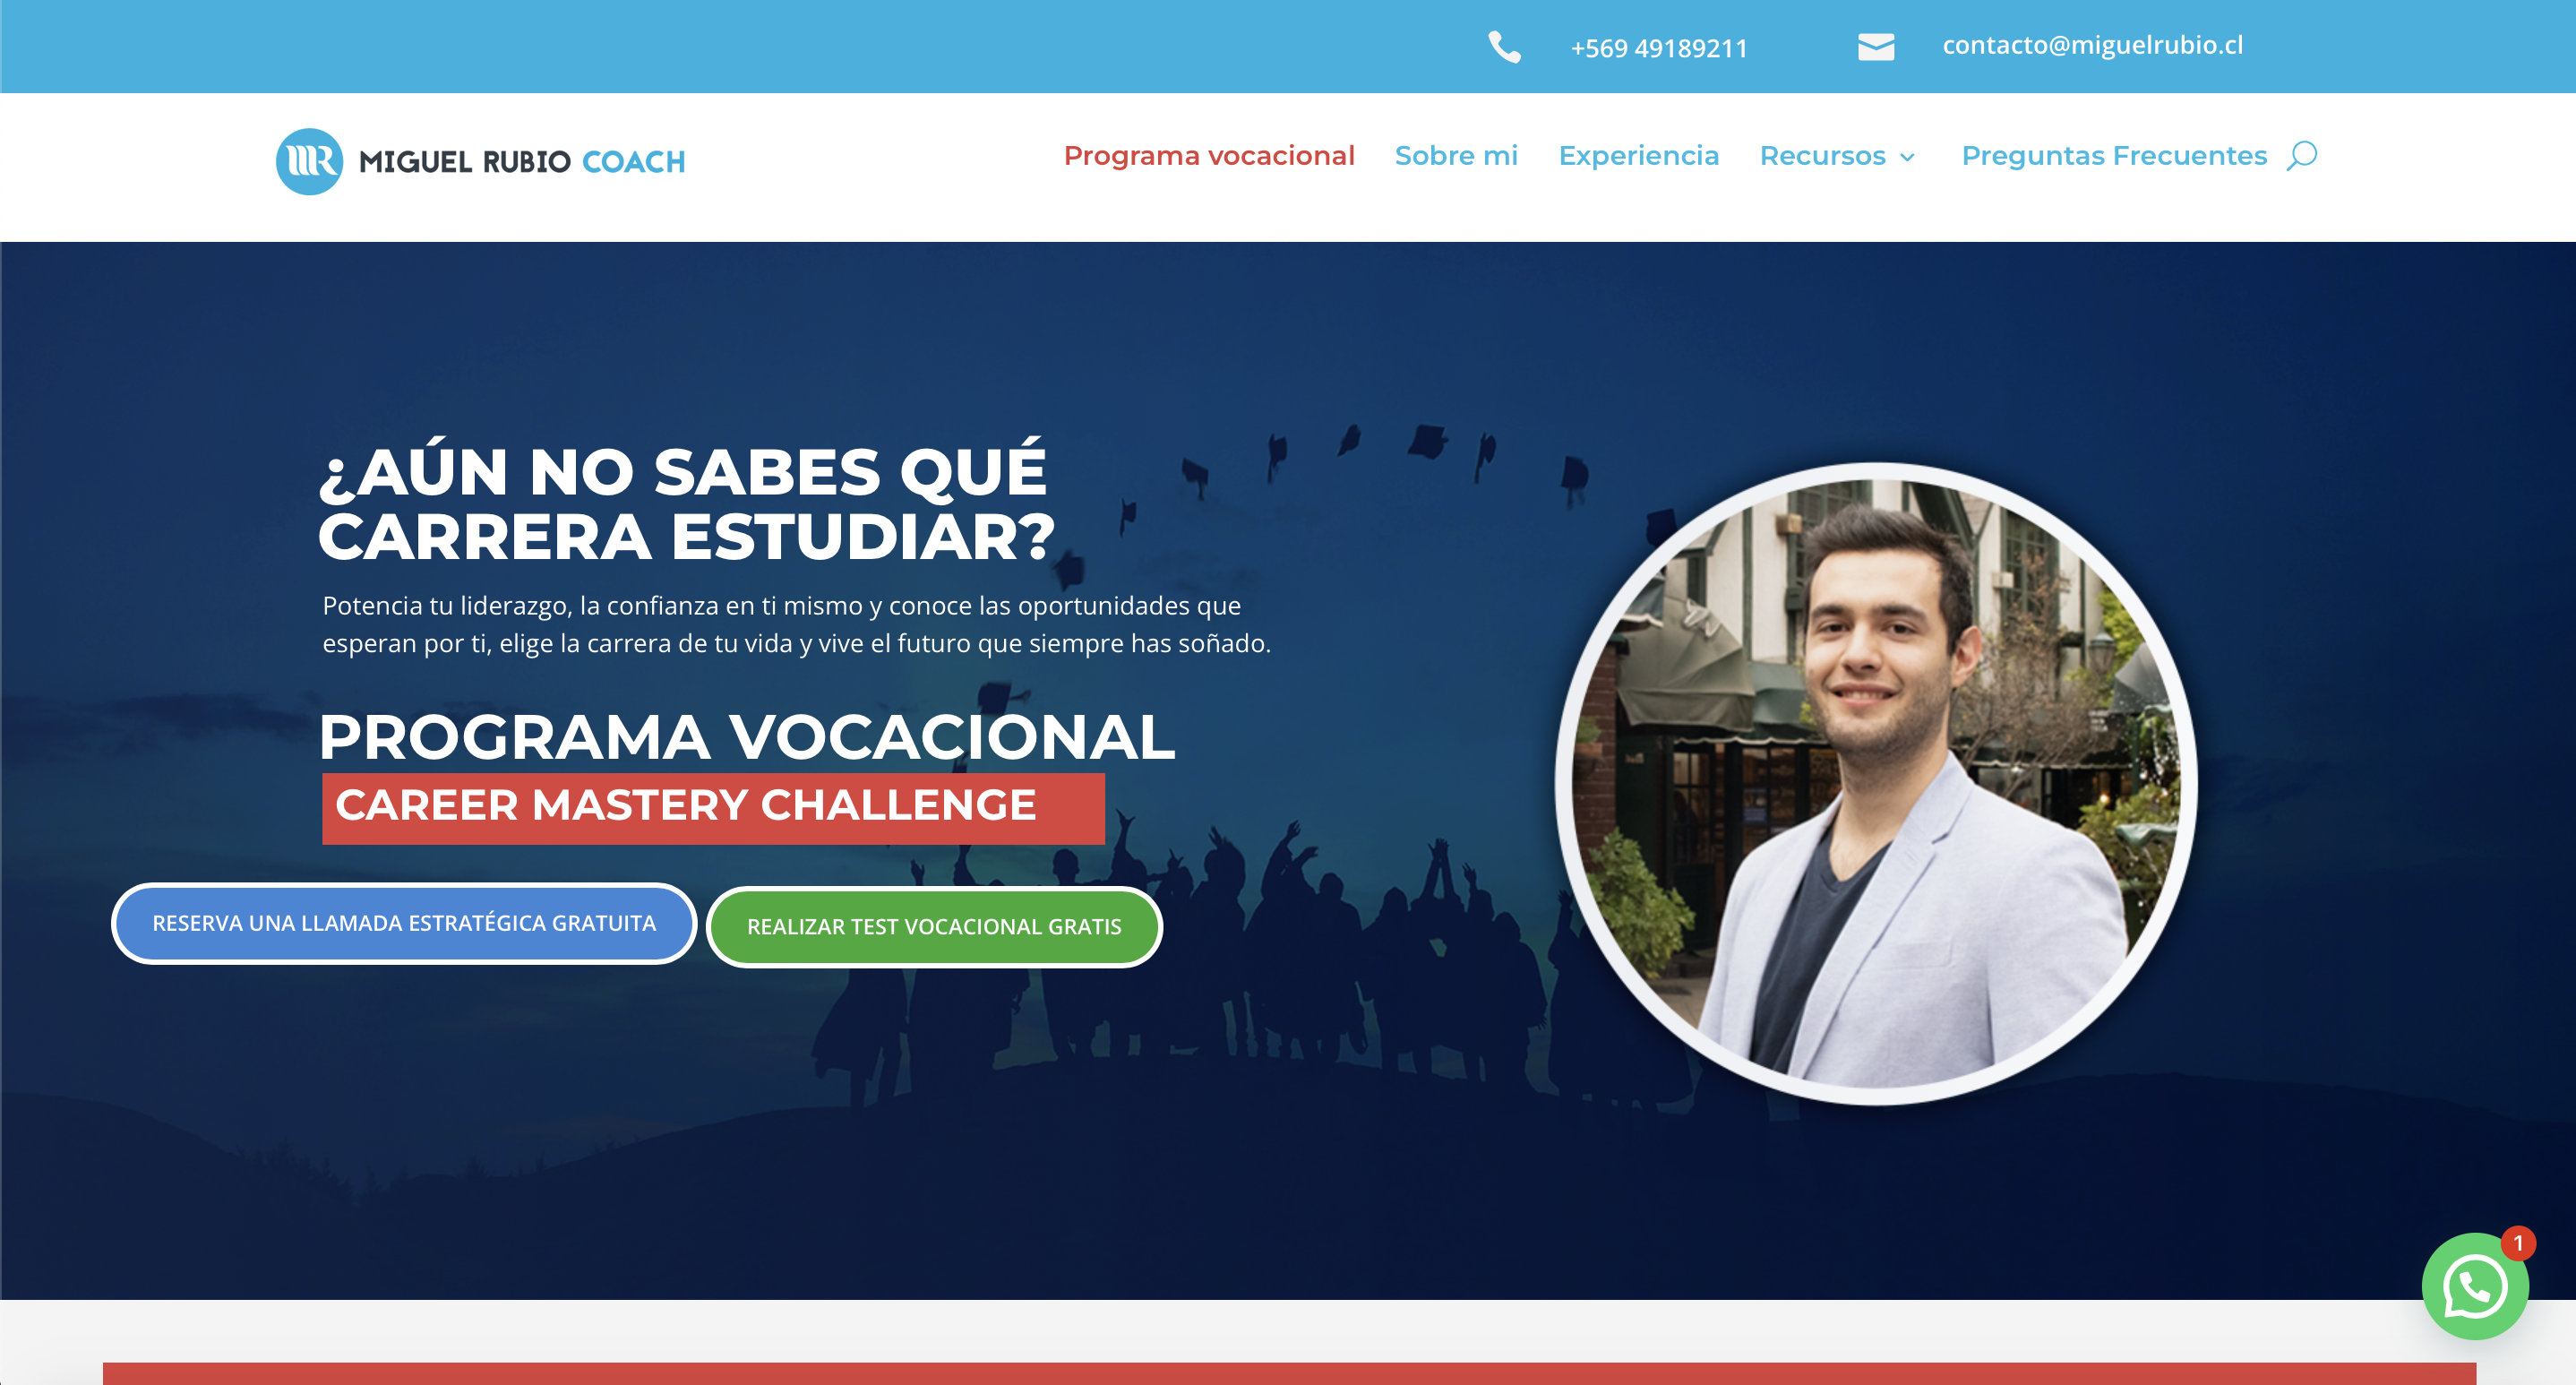 +569 49189211
contacto@miguelrubio.cl
MR MIGUEL RUBIO COACH
Programa vocacional
Sobre mi
Experiencia
Recursos
Preguntas Frecuentes
¿AÚN NO SABES QUÉ
CARRERA ESTUDIAR?
Potencia tu liderazgo, la confianza en ti mismo y conoce las oportunidades que
esperan por ti, elige la carrera de tu vida y vive el futuro que siempre has soñado.
PROGRAMA VOCACIONAL
CAREER MASTERY CHALLENGE
RESERVA UNA LLAMADA ESTRATÉGICA GRATUITA
REALIZAR TEST VOCACIONAL GRATIS
1